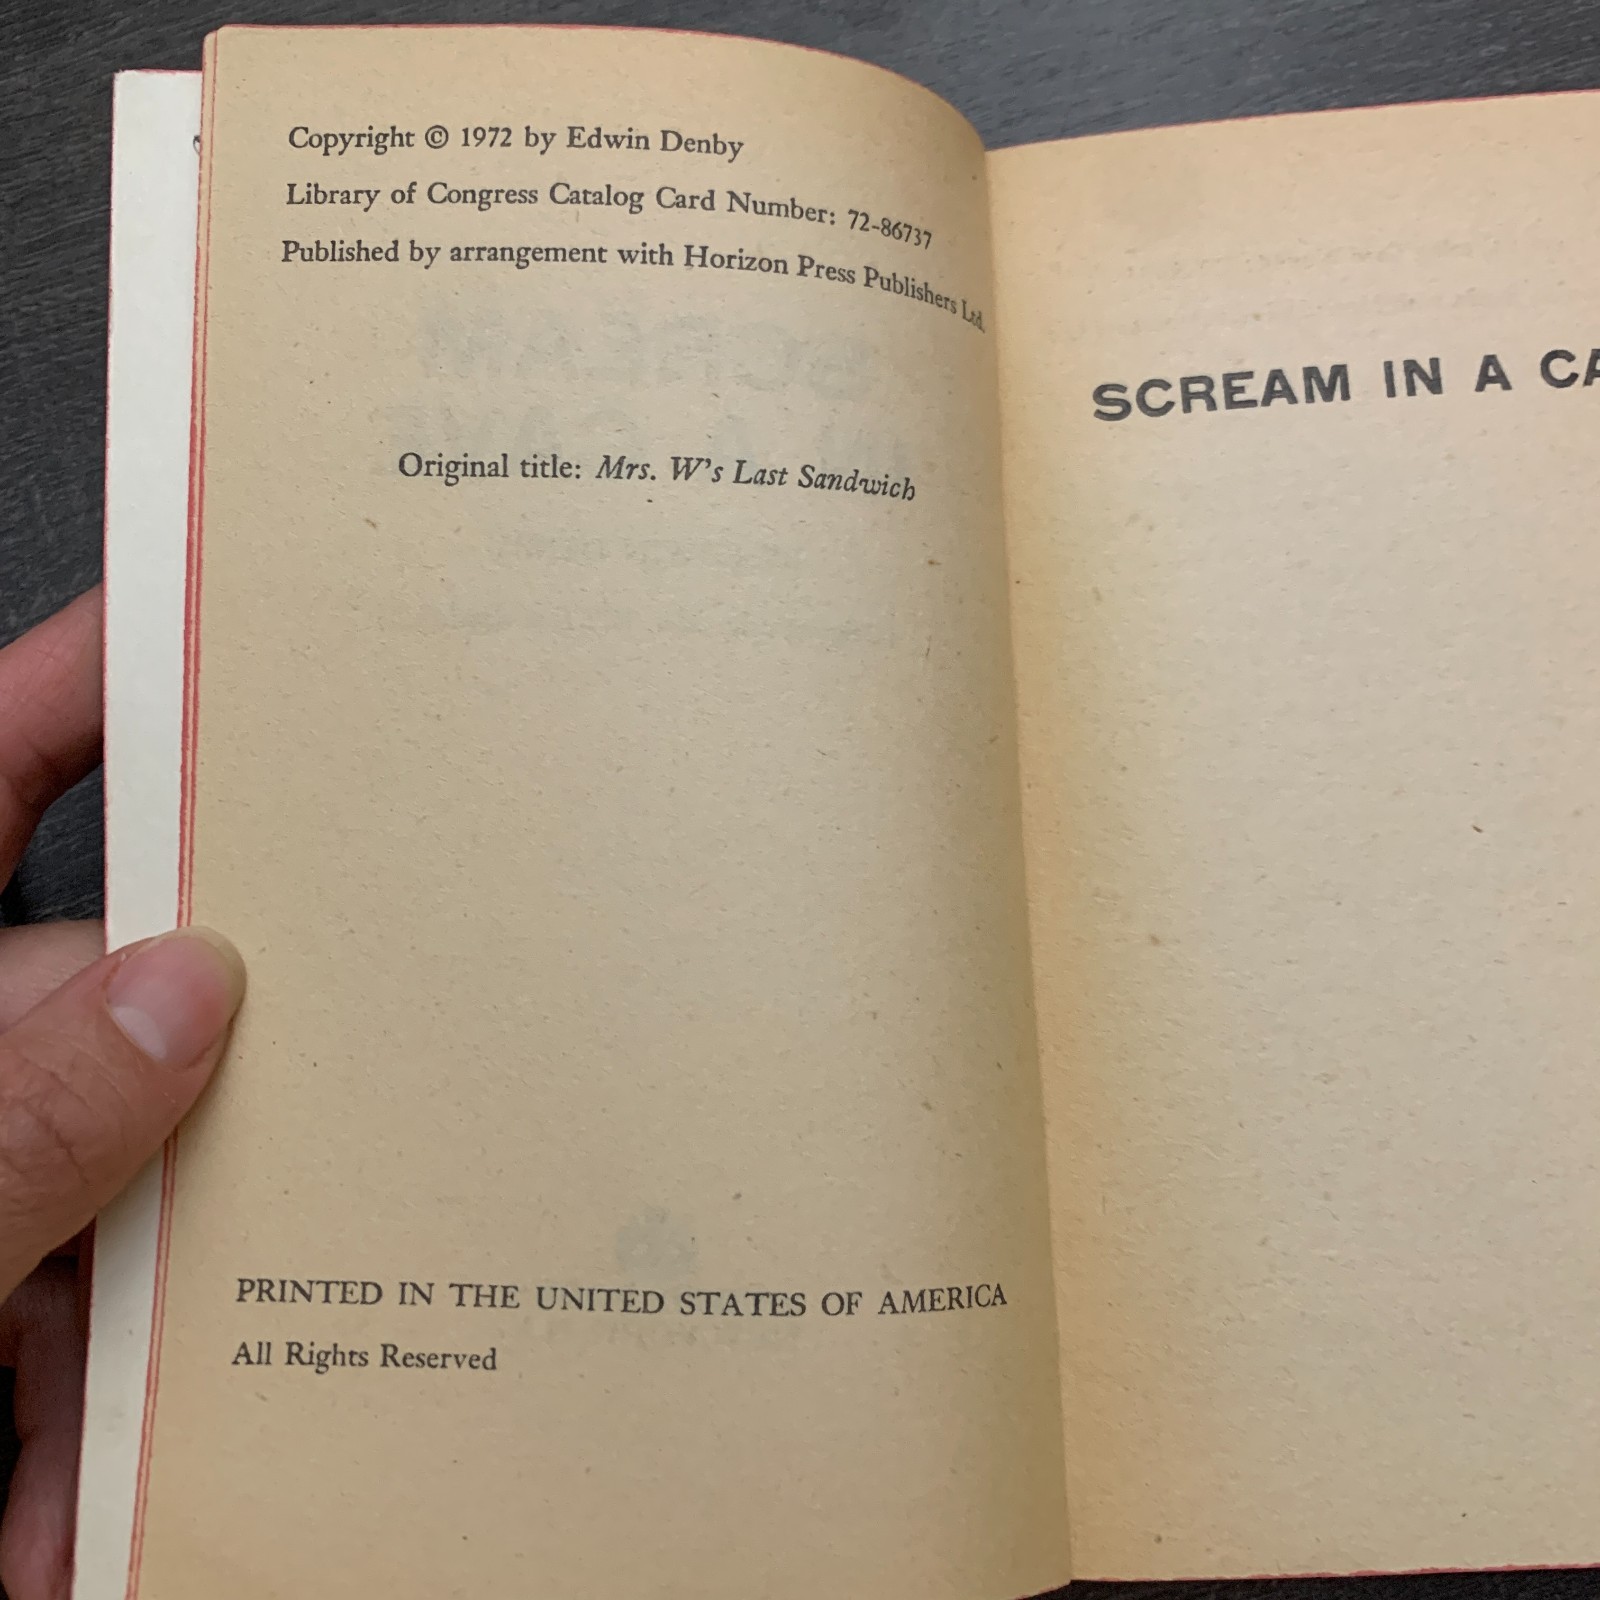 Copyright © 1972 by Edwin Denby
Library of Congress Catalog Card Number: 72-86737
Published by arrangement with Horizon Press Publishers Ltd.
Original title: Mrs. W's Last Sandwich
PRINTED IN THE UNITED STATES OF AMERICA
All Rights Reserved
SCREAM IN A CA